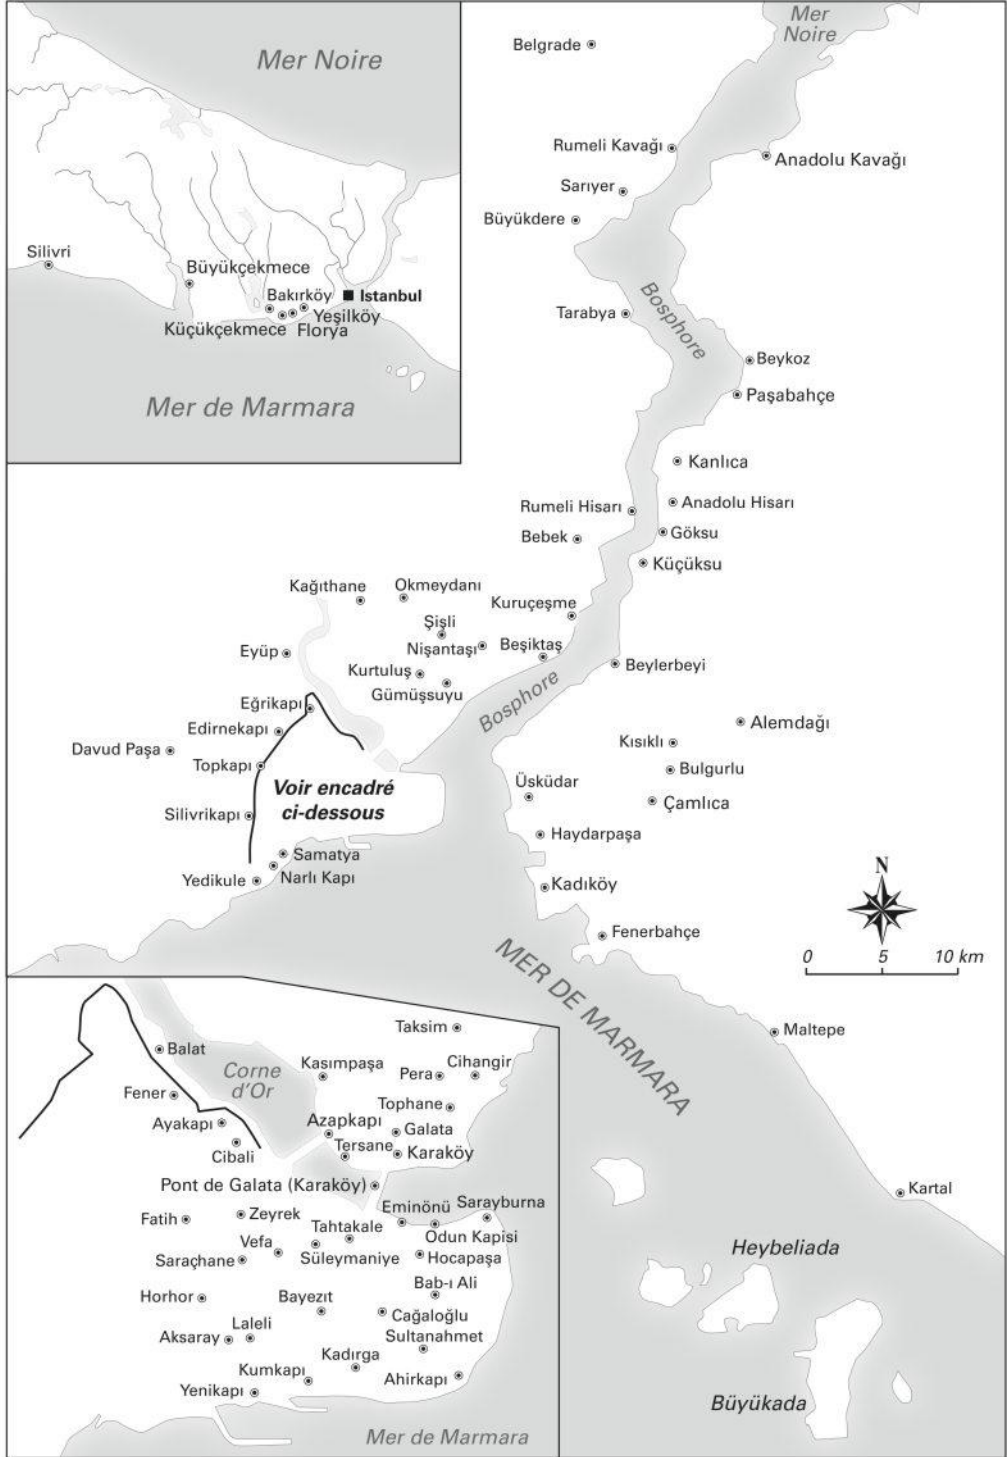 Mer Noire
Silivri
Büyükçekmece
Bakırköy
Istanbul
Yeşilköy
Küçükçekmece
Florya
Mer de Marmara
Mer
Noire
Belgrade
Rumeli Kavağı
Anadolu Kavağı
Sarıyer
Büyükdere
Bosphore
Tarabya
Beykoz
Paşabahçe
Kanlıca
Rumeli Hisarı
Anadolu Hisarı
Bebek
Göksu
Küçüksu
Kağıthane
Okmeydanı
Kuruçeşme
Şişli
Nişantaşı
Beşiktaş
Eyüp
Kurtuluş
Gümüşsuyu
Beylerbeyi
Eğrikapı
Bosphore
Edirnekapı
Alemdağı
Davud Paşa
Kısıklı
Topkapı
Bulgurlu
Voir encadré
ci-dessous
Üsküdar
Çamlıca
Silivrikapı
Haydarpaşa
Samatya
Yedikule
Narlı Kapı
Kadıköy
N
Fenerbahçe
0 5 10 km
MER DE MARMARA
Maltepe
Kartal
Heybeliada
Büyükada
Taksim
Balat
Corne
d'Or
Kasımpaşa
Pera
Cihangir
Fener
Tophane
Ayakapı
Azapkapı
Galata
Cibali
Tersane
Karaköy
Pont de Galata (Karaköy)
Eminönü
Sarayburna
Fatih
Zeyrek
Tahtakale
Odun Kapisi
Vefa
Saraçhane
Süleymaniye
Hocapaşa
Bab-ı Ali
Horhor
Bayezıt
Cağaloğlu
Laleli
Aksaray
Sultanahmet
Kadırga
Kumkapı
Ahirkapı
Yenikapı
Mer de Marmara